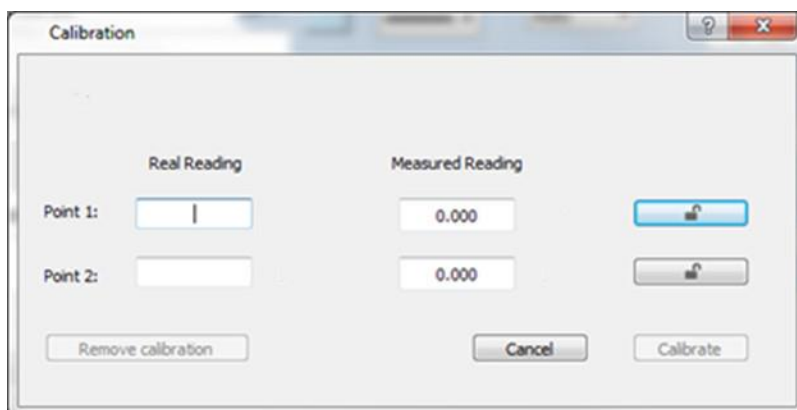 Calibration
?
Real Reading Measured Reading
Point 1: 0.000
Point 2: 0.000
Remove calibration Cancel Calibrate